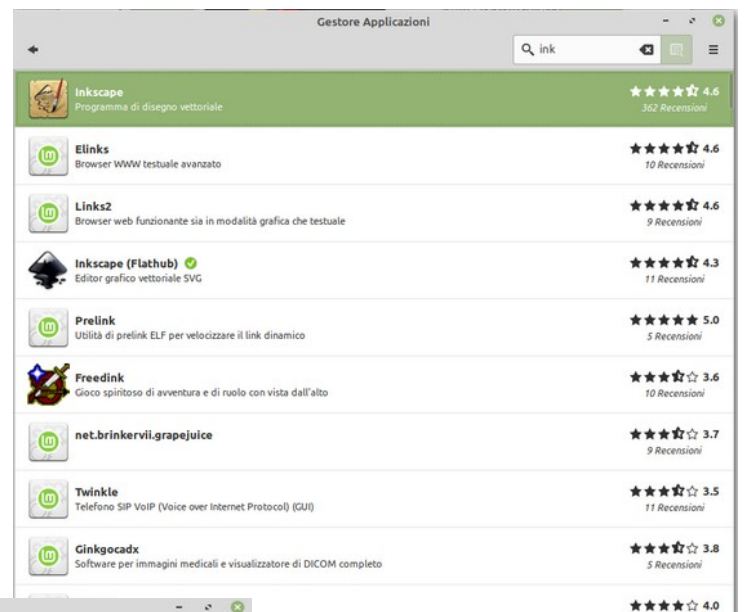 Gestore Applicazioni
ink
Inkscape
4.6
Programma di disegno vettoriale
362 Recensioni
Elinks
4.6
Browser WWW testuale avanzato
10 Recensioni
Links2
4.6
Browser web funzionante sia in modalità grafica che testuale
9 Recensioni
Inkscape (Flathub)
4.3
Editor grafico vettoriale SVG
11 Recensioni
Prelink
5.0
Utilità di prelink ELF per velocizzare il link dinamico
5 Recensioni
Freedink
3.6
Gioco spiritoso di avventura e di ruolo con vista dall'alto
10 Recensioni
net.brinkervii.grapejuice
3.7
9 Recensioni
Twinkle
3.5
Telefono SIP VoIP (Voice over Internet Protocol) (GUI)
11 Recensioni
Ginkgocadx
3.8
Software per immagini medicali e visualizzatore di DICOM completo
5 Recensioni
4.0